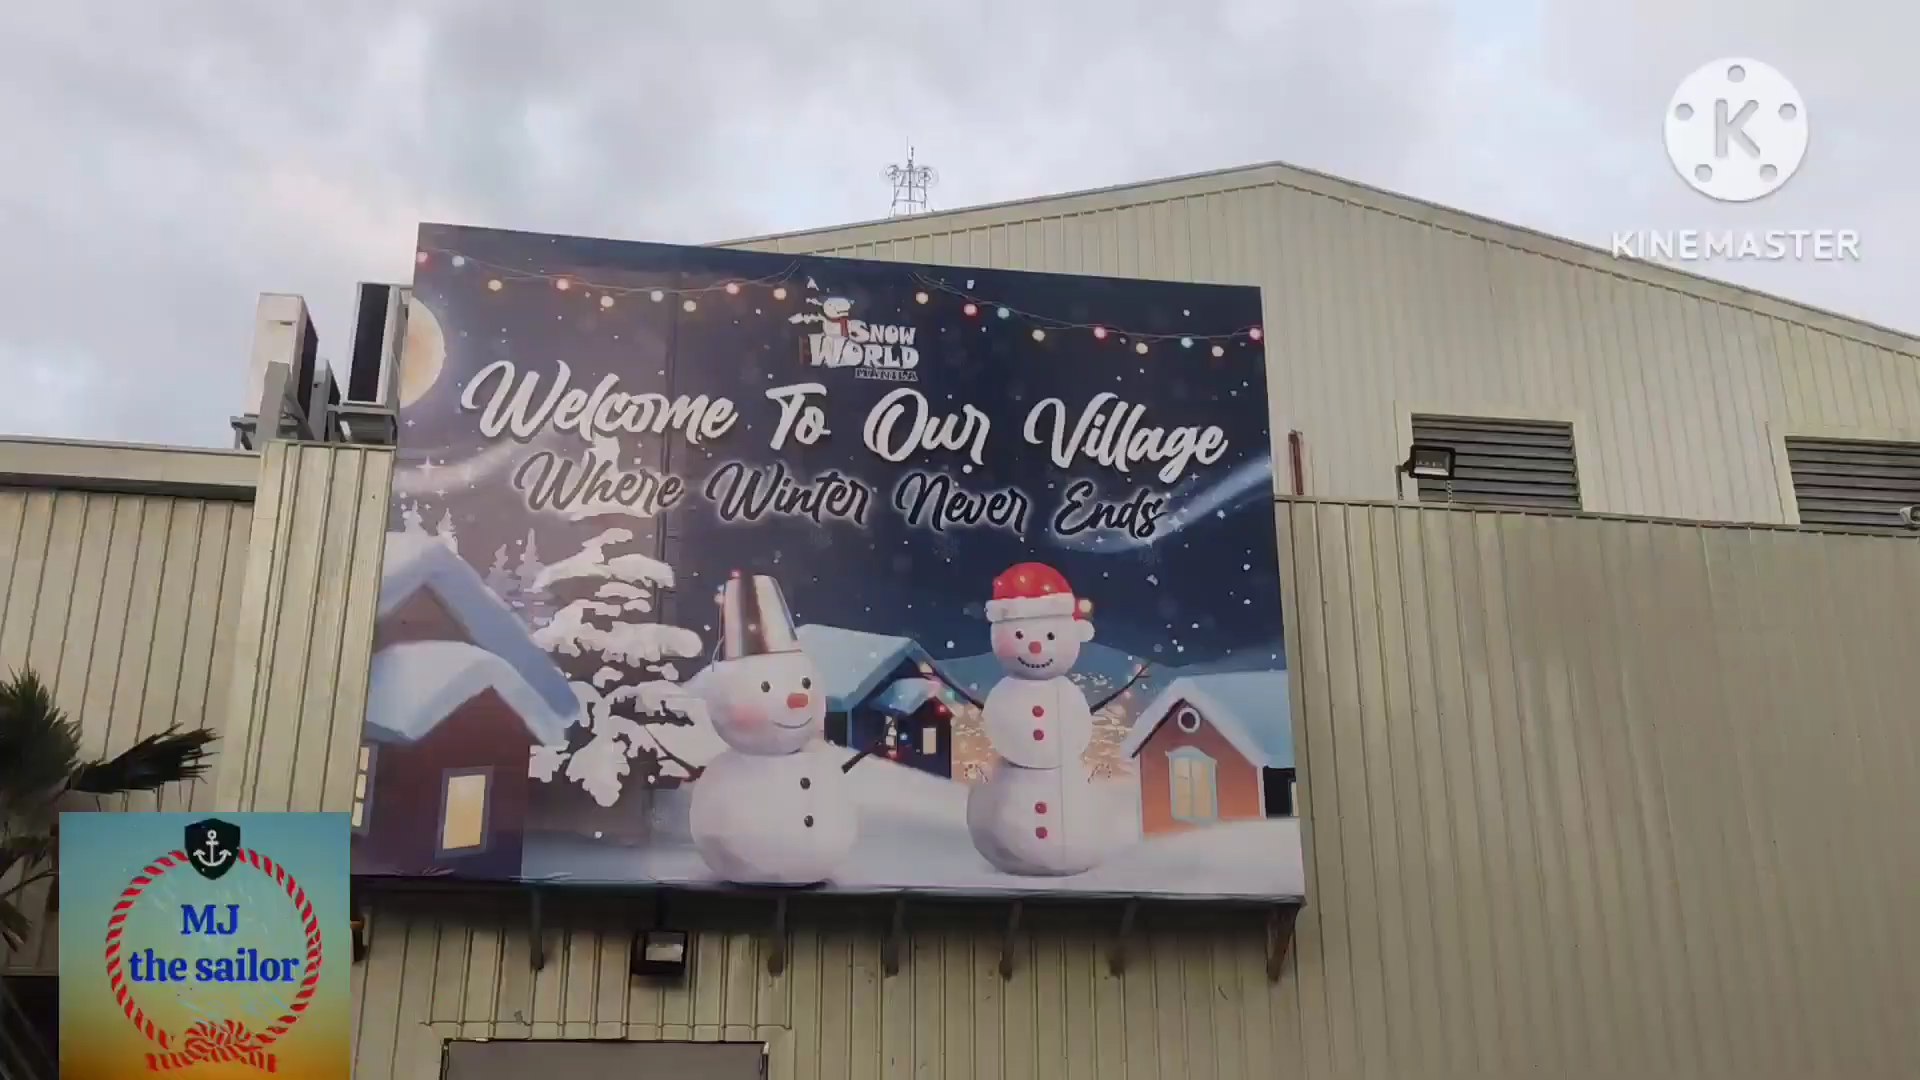 K
KINEMASTER
SNOW
WORLD
MANILA
Welcome To Our Village
Where Winter Never Ends
MJ
the sailor